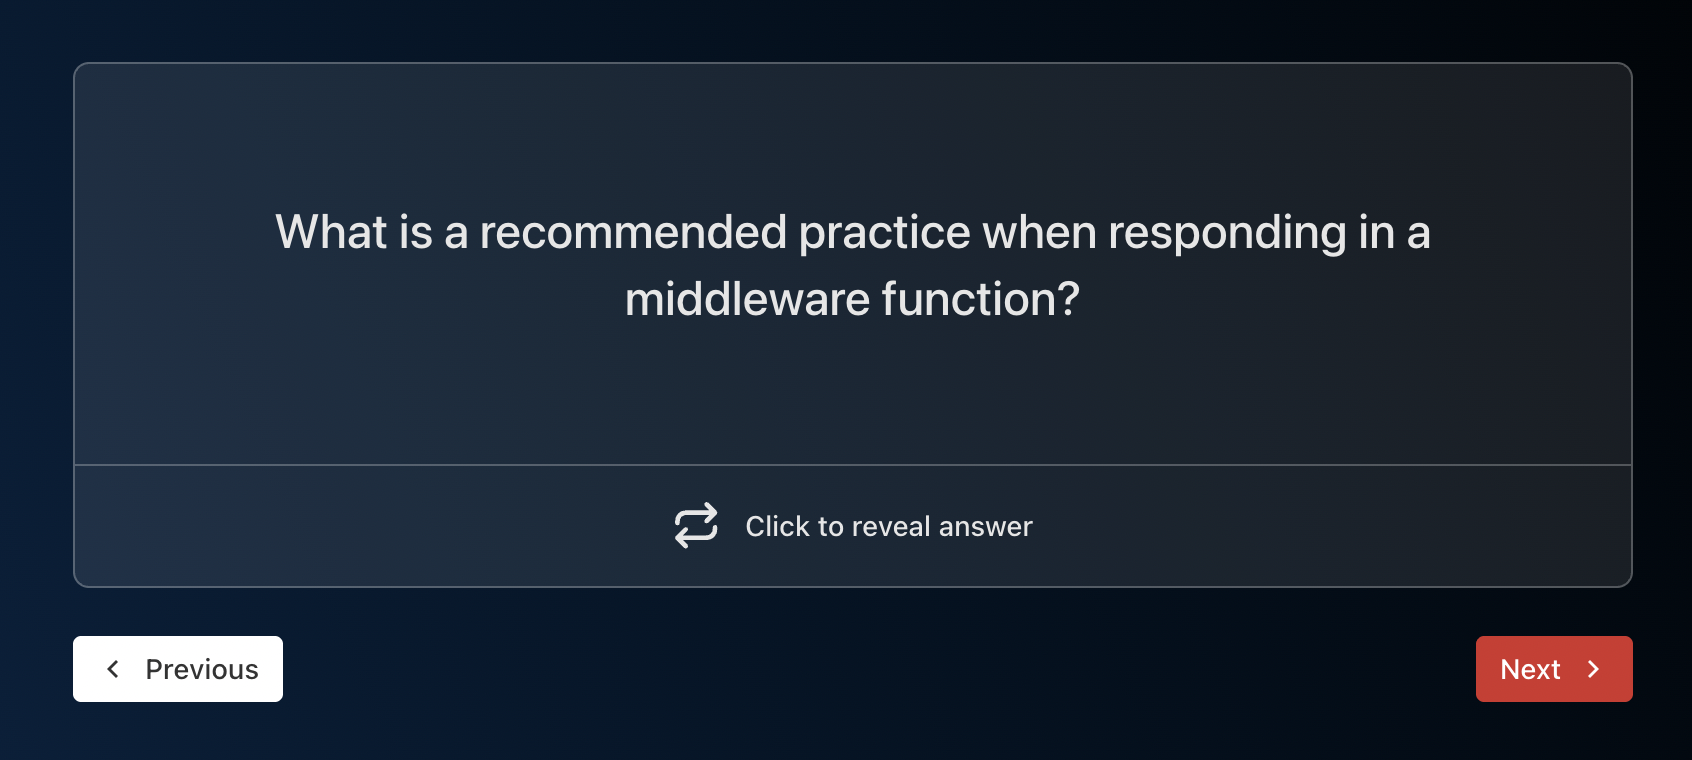 What is a recommended practice when responding in a
middleware function?
Click to reveal answer
Previous
Next